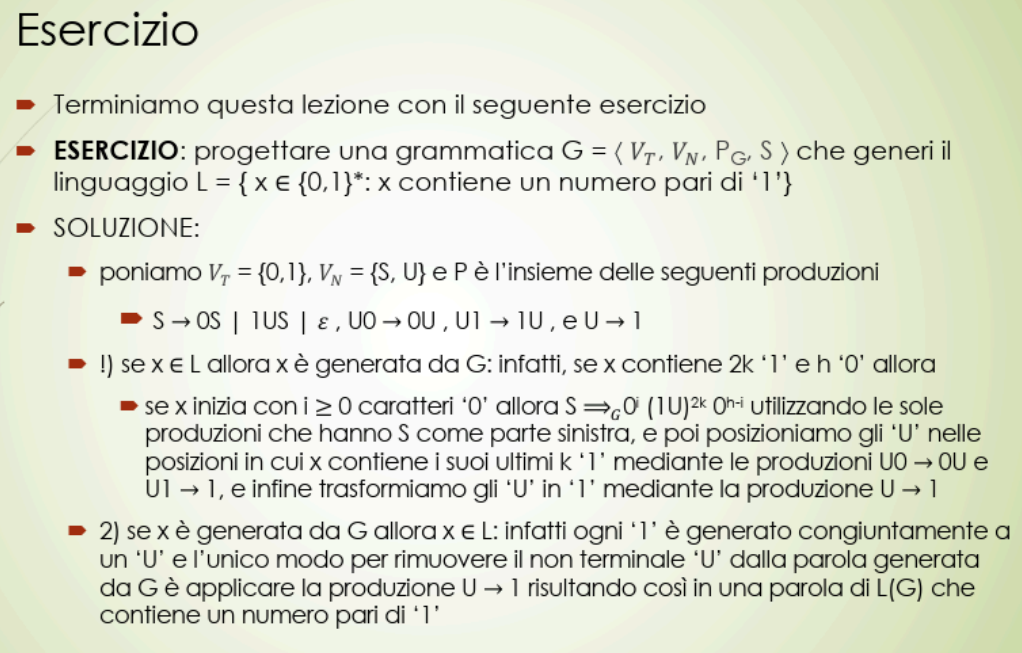 Esercizio
Terminiamo questa lezione con il seguente esercizio
ESERCIZIO: progettare una grammatica G = ⟨ V_T, V_N, P_G, S ⟩ che generi il
linguaggio L = { x ∈ {0,1}*: x contiene un numero pari di ‘1’}
SOLUZIONE:
poniamo V_T = {0,1}, V_N = {S, U} e P è l’insieme delle seguenti produzioni
S → 0S | 1US | ε , U0 → 0U , U1 → 1U , e U → 1
!) se x ∈ L allora x è generata da G: infatti, se x contiene 2k ‘1’ e h ‘0’ allora
se x inizia con i ≥ 0 caratteri ‘0’ allora S ⟹_G 0^i (1U)^2k 0^h-i utilizzando le sole
produzioni che hanno S come parte sinistra, e poi posizioniamo gli ‘U’ nelle
posizioni in cui x contiene i suoi ultimi k ‘1’ mediante le produzioni U0 → 0U e
U1 → 1, e infine trasformiamo gli ‘U’ in ‘1’ mediante la produzione U → 1
2) se x è generata da G allora x ∈ L: infatti ogni ‘1’ è generato congiuntamente a
un ‘U’ e l’unico modo per rimuovere il non terminale ‘U’ dalla parola generata
da G è applicare la produzione U → 1 risultando così in una parola di L(G) che
contiene un numero pari di ‘1’